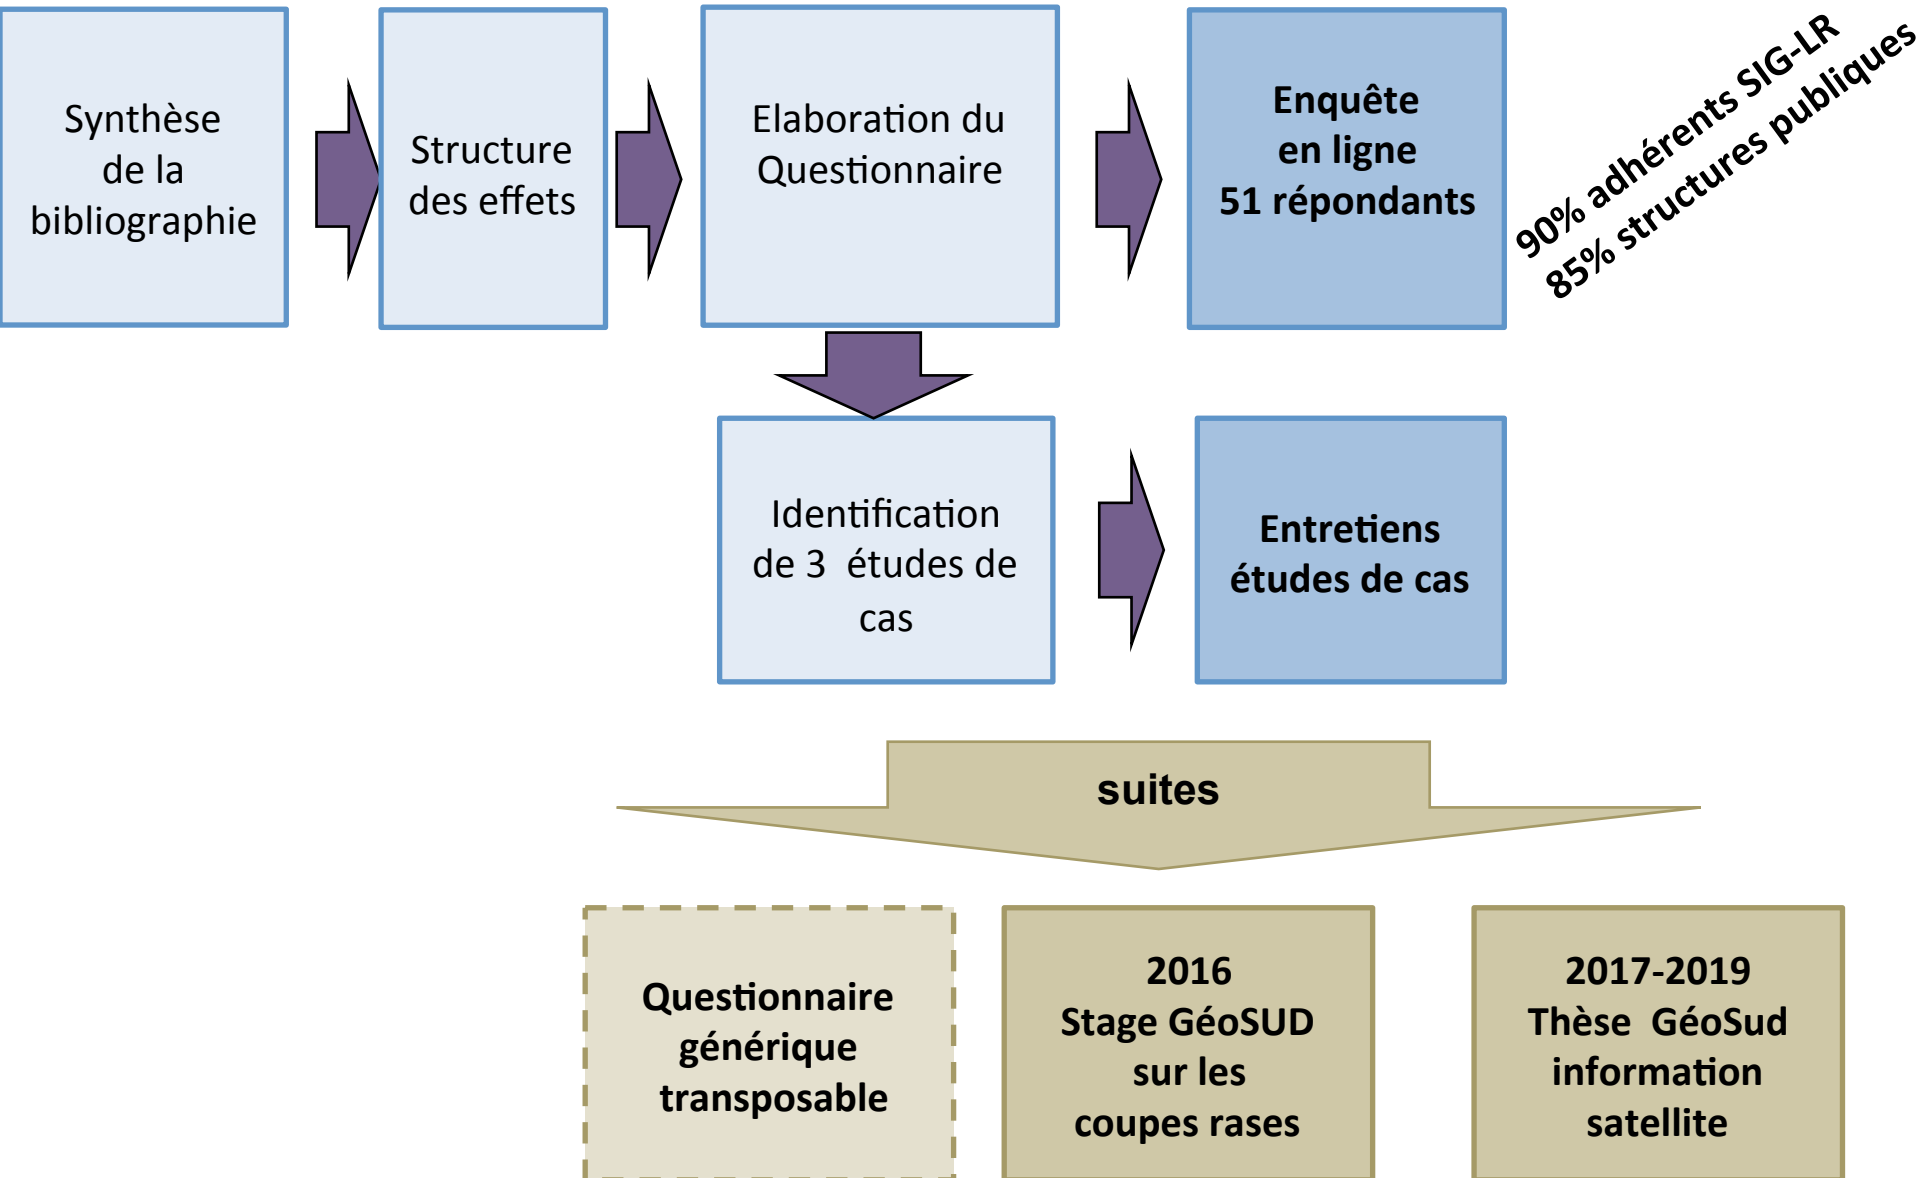 Synthèse
de la
bibliographie
Structure
des effets
Elaboration du
Questionnaire
Enquête
en ligne
51 répondants
90% adhérents SIG-LR
85% structures publiques
Identification
de 3 études de
cas
Entretiens
études de cas
suites
Questionnaire
générique
transposable
2016
Stage GéoSUD
sur les
coupes rases
2017-2019
Thèse GéoSud
information
satellite